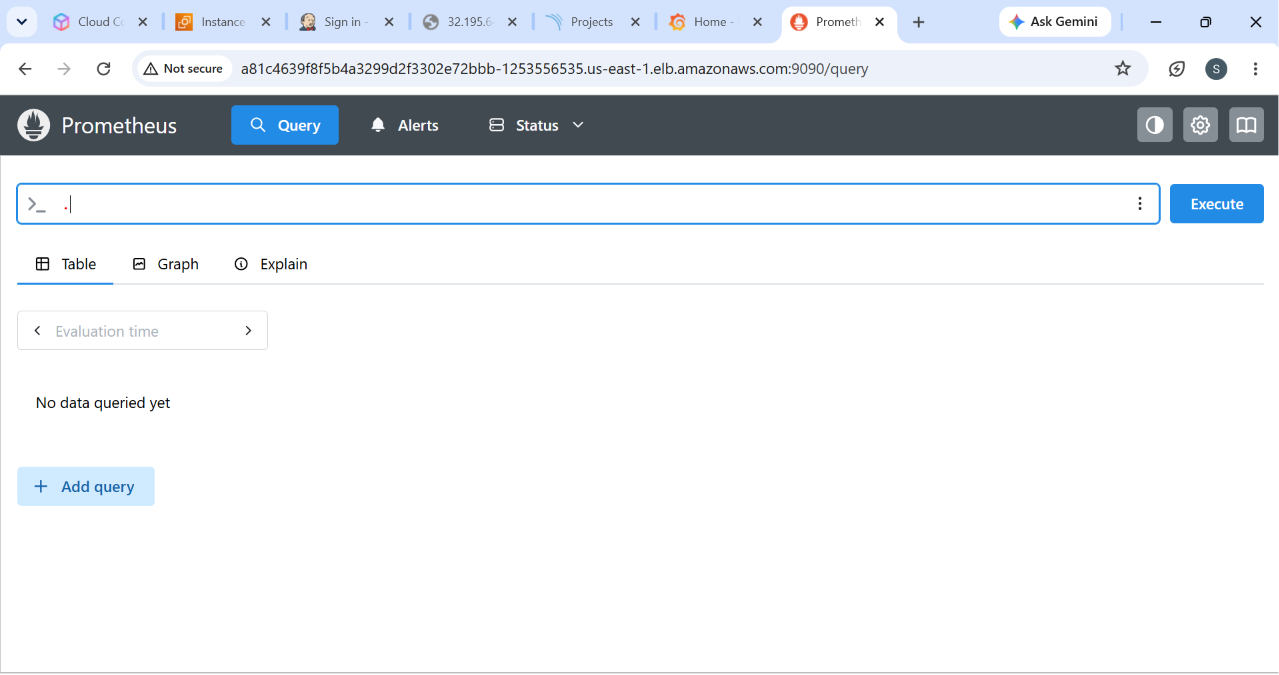 Cloud C
Instance
Sign in -
32.195.6
Projects
Home -
Prometh
Ask Gemini
Not secure
a81c4639f8f5b4a3299d2f3302e72bbb-1253556535.us-east-1.elb.amazonaws.com:9090/query
S
Prometheus
Query
Alerts
Status
>_ .
Execute
Table
Graph
Explain
Evaluation time
No data queried yet
+ Add query